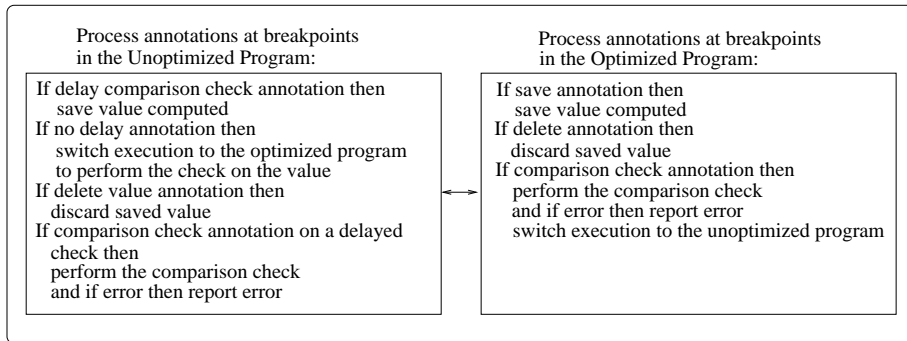 Process annotations at breakpoints
in the Unoptimized Program:
If delay comparison check annotation then
save value computed
If no delay annotation then
switch execution to the optimized program
to perform the check on the value
If delete value annotation then
discard saved value
If comparison check annotation on a delayed
check then
perform the comparison check
and if error then report error
Process annotations at breakpoints
in the Optimized Program:
If save annotation then
save value computed
If delete annotation then
discard saved value
If comparison check annotation then
perform the comparison check
and if error then report error
switch execution to the unoptimized program